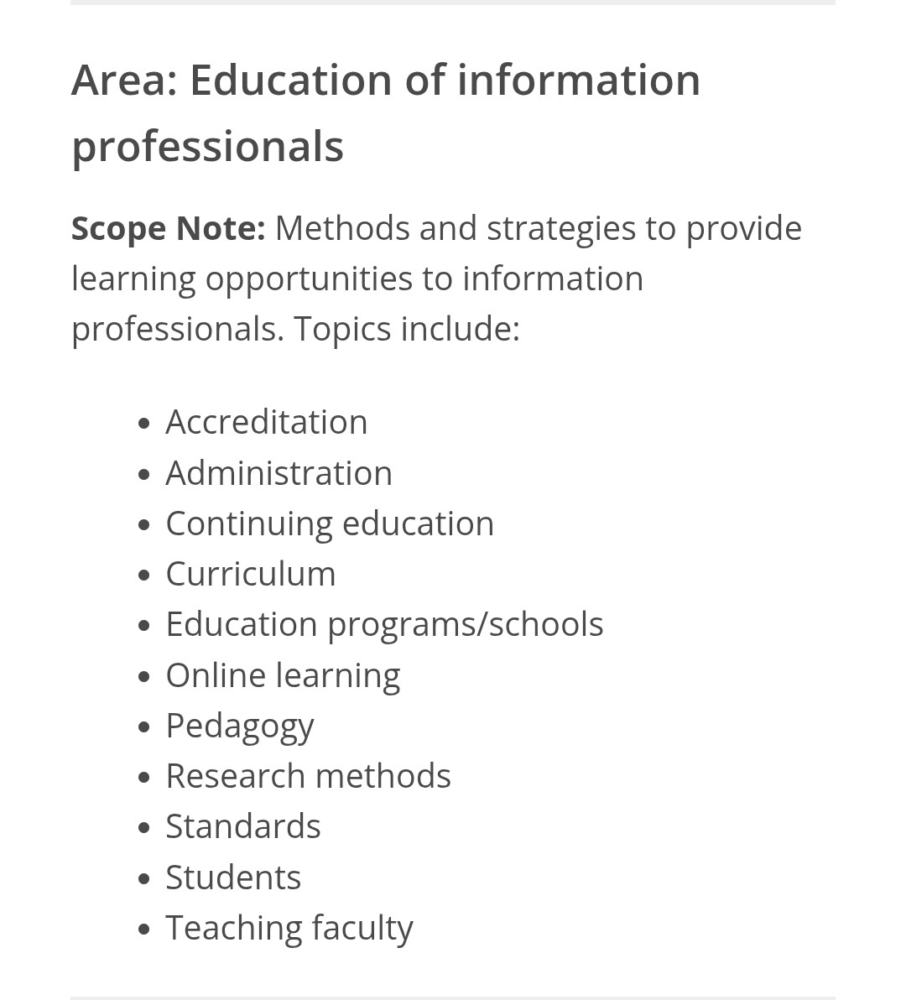 Area: Education of information
professionals
Scope Note: Methods and strategies to provide
learning opportunities to information
professionals. Topics include:
• Accreditation
• Administration
• Continuing education
• Curriculum
• Education programs/schools
• Online learning
• Pedagogy
• Research methods
• Standards
• Students
• Teaching faculty